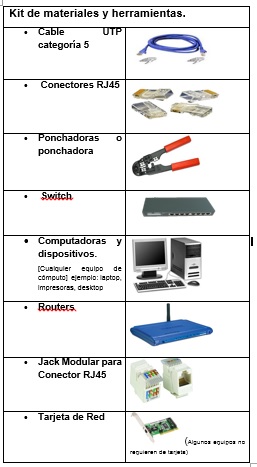 Kit de materiales y herramientas.
• Cable UTP
categoría 5
• Conectores RJ45
• Ponchadoras o
ponchadora
• Switch
• Computadoras y
dispositivos.
[Cualquier equipo de
cómputo] ejemplo: laptop,
impresoras, desktop
• Routers
• Jack Modular para
Conector RJ45
• Tarjeta de Red
(Algunos equipos no
requieren de tarjeta)